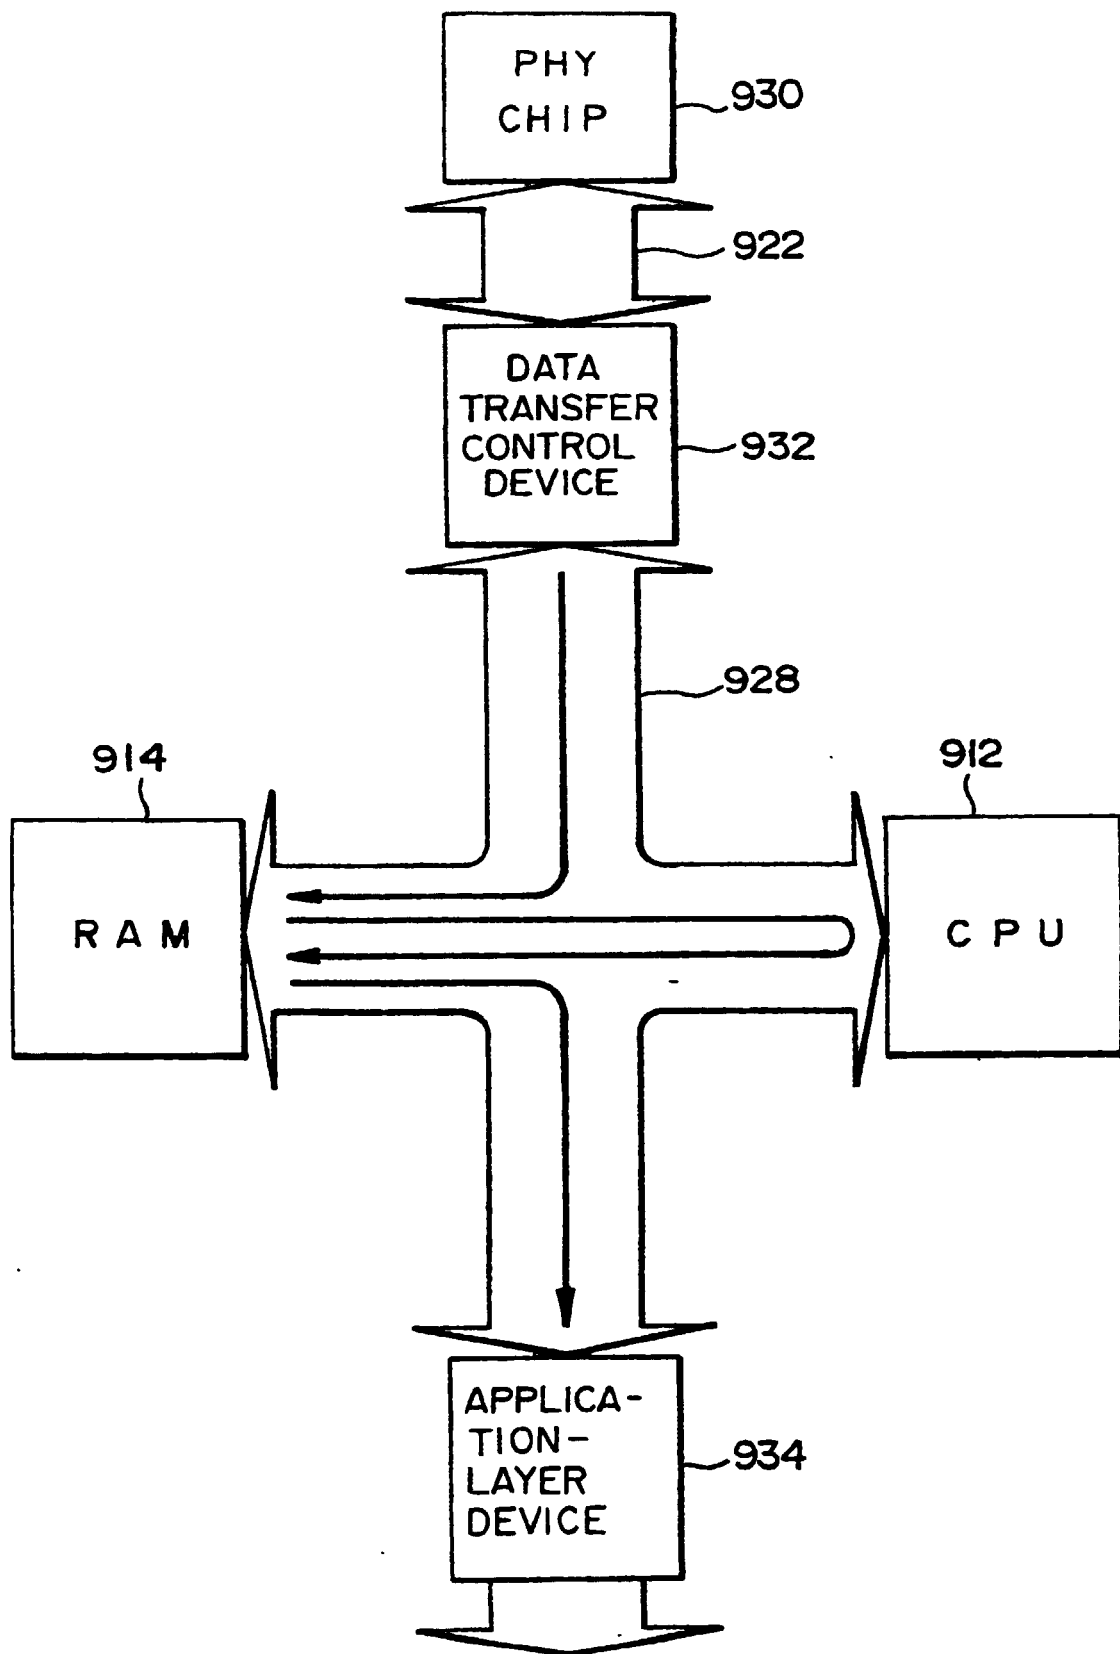 PHY
CHIP
930
922
DATA
TRANSFER
CONTROL
DEVICE
932
928
914
912
RAM
CPU
APPLICA-
TION-
LAYER
DEVICE
934